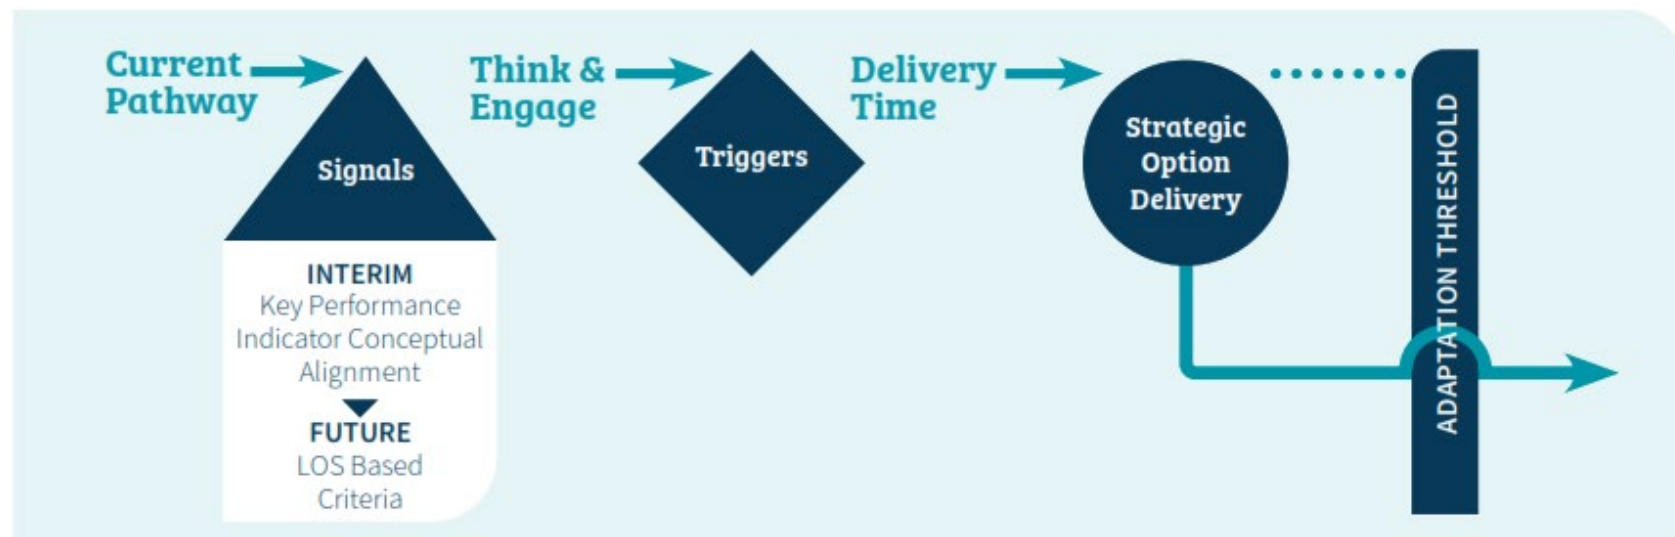 Current
Pathway
Signals
INTERIM
Key Performance
Indicator Conceptual
Alignment
FUTURE
LOS Based
Criteria
Think &
Engage
Triggers
Delivery
Time
Strategic
Option
Delivery
ADAPTATION THRESHOLD